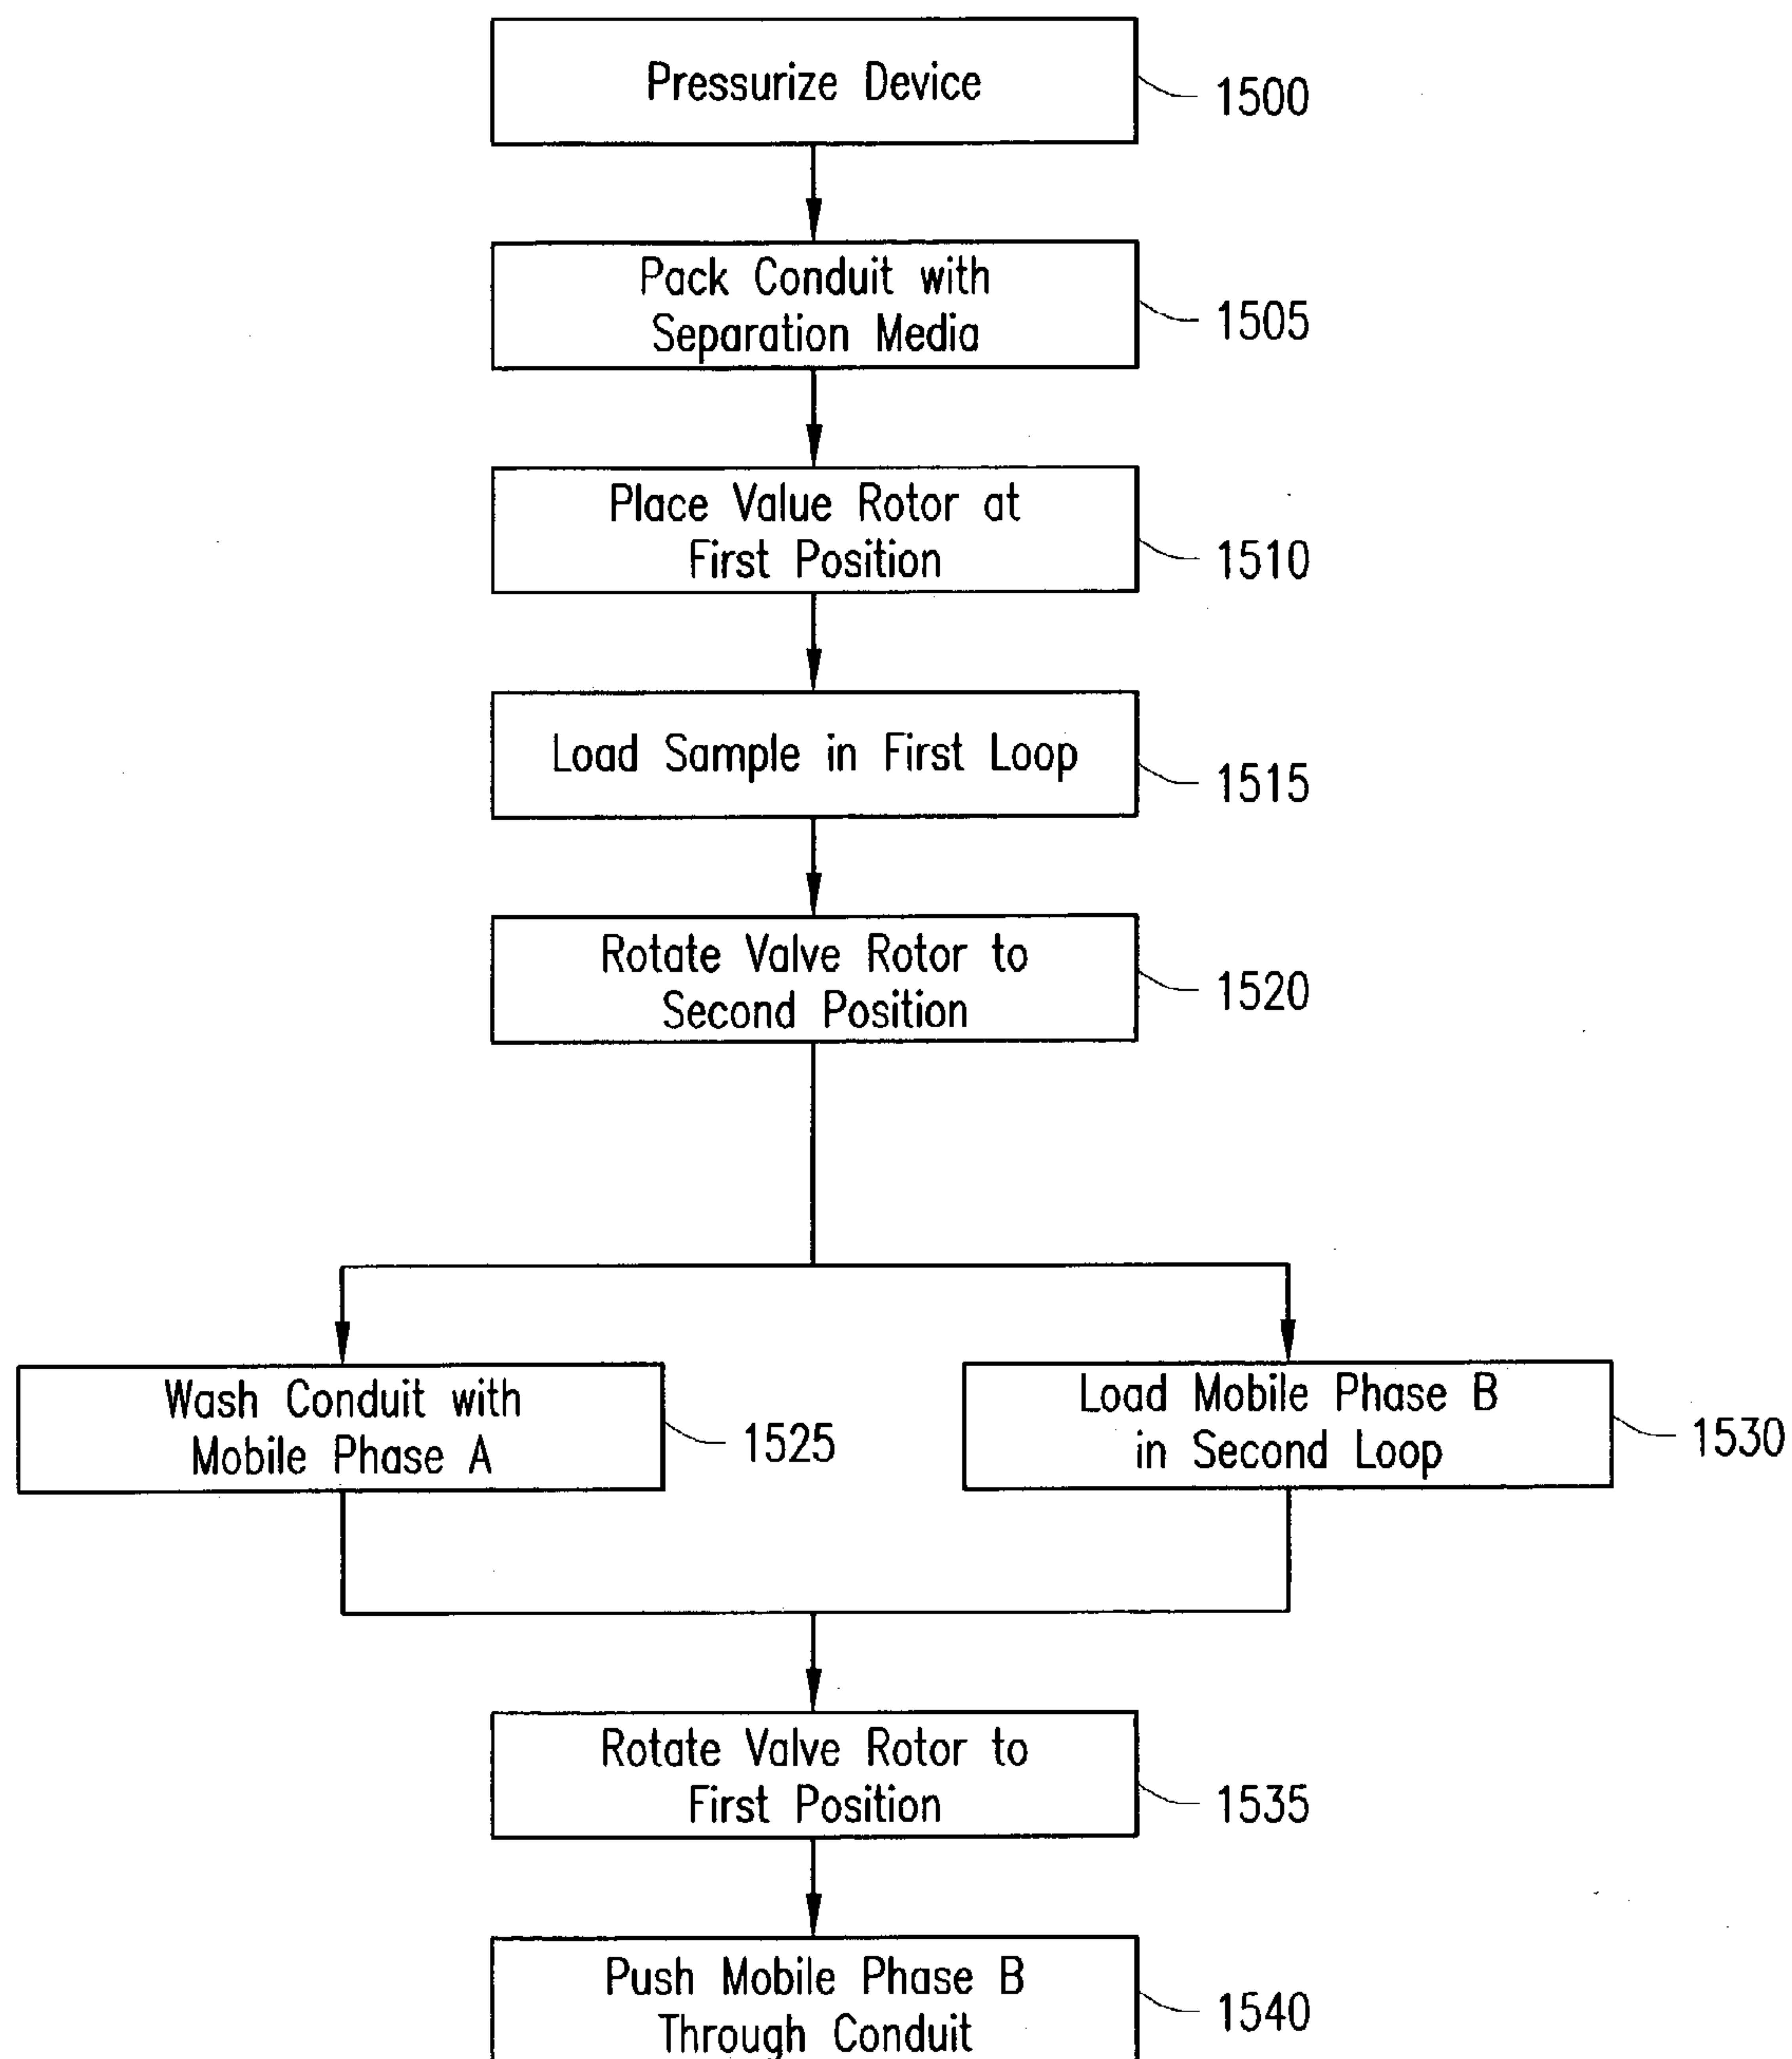 Pressurize Device
1500
Pack Conduit with
Separation Media
1505
Place Value Rotor at
First Position
1510
Load Sample in First Loop
1515
Rotate Valve Rotor to
Second Position
1520
Wash Conduit with
Mobile Phase A
1525
Load Mobile Phase B
in Second Loop
1530
Rotate Valve Rotor to
First Position
1535
Push Mobile Phase B
Through Conduit
1540